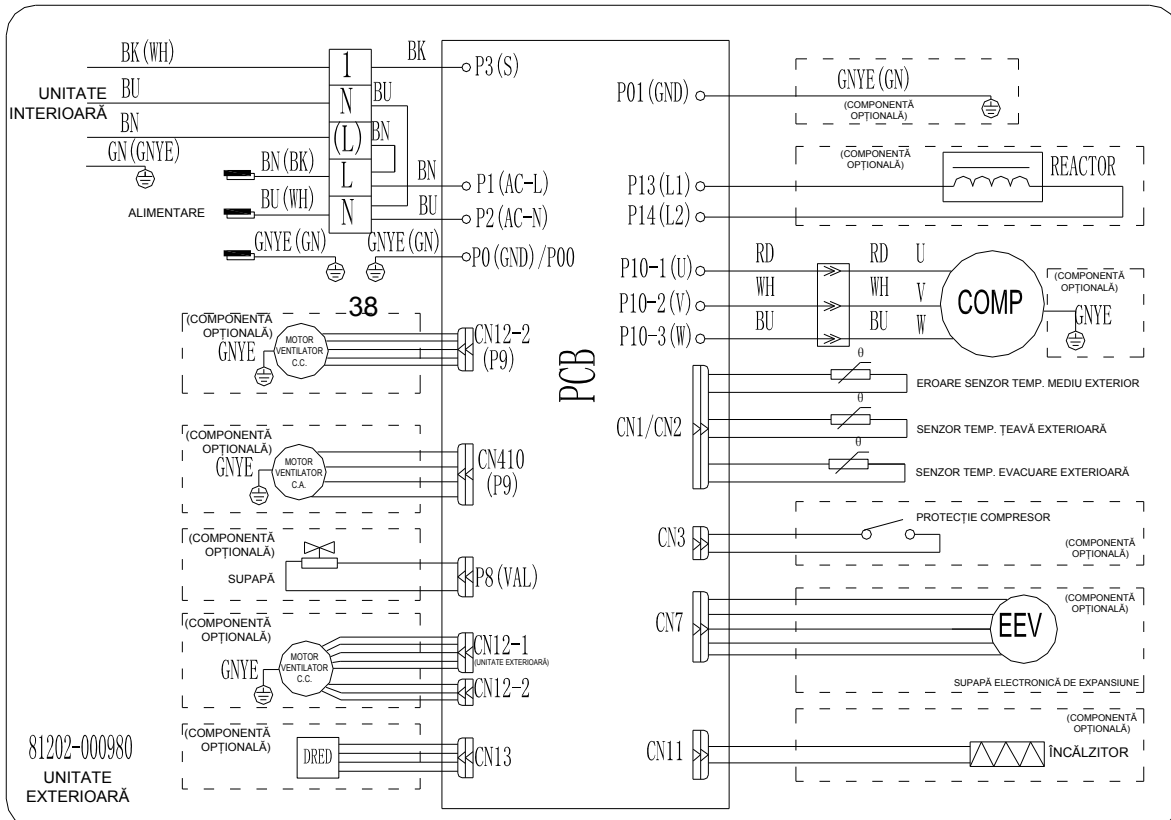 BK(WH)
1
BK
P3(S)
UNITATE
INTERIOARĂ
BU
N
BU
BN
(L)
BN
GN(GNYE)
BN(BK)
L
BN
P1(AC-L)
ALIMENTARE
BU(WH)
N
BU
P2(AC-N)
GNYE(GN)
GNYE(GN)
P0(GND)/P00
38
(COMPONENTĂ
OPȚIONALĂ)
GNYE
MOTOR
VENTILATOR
C.C.
CN12-2
(P9)
(COMPONENTĂ
OPȚIONALĂ)
GNYE
MOTOR
VENTILATOR
C.A.
CN410
(P9)
(COMPONENTĂ
OPȚIONALĂ)
SUPAPĂ
P8(VAL)
(COMPONENTĂ
OPȚIONALĂ)
GNYE
MOTOR
VENTILATOR
C.C.
CN12-1
(UNITATE EXTERIOARĂ)
CN12-2
(COMPONENTĂ
OPȚIONALĂ)
DRED
CN13
81202-000980
UNITATE
EXTERIOARĂ
PCB
P01(GND)
GNYE(GN)
(COMPONENTĂ
OPȚIONALĂ)
(COMPONENTĂ
OPȚIONALĂ)
REACTOR
P13(L1)
P14(L2)
P10-1(U)
RD
RD
U
P10-2(V)
WH
WH
V
P10-3(W)
BU
BU
W
COMP
(COMPONENTĂ
OPȚIONALĂ)
GNYE
CN1/CN2
θ
EROARE SENZOR TEMP. MEDIU EXTERIOR
θ
SENZOR TEMP. ȚEAVĂ EXTERIOARĂ
θ
SENZOR TEMP. EVACUARE EXTERIOARĂ
CN3
PROTECȚIE COMPRESOR
(COMPONENTĂ
OPȚIONALĂ)
CN7
(COMPONENTĂ
OPȚIONALĂ)
EEV
SUPAPĂ ELECTRONICĂ DE EXPANSIUNE
CN11
(COMPONENTĂ
OPȚIONALĂ)
ÎNCĂLZITOR